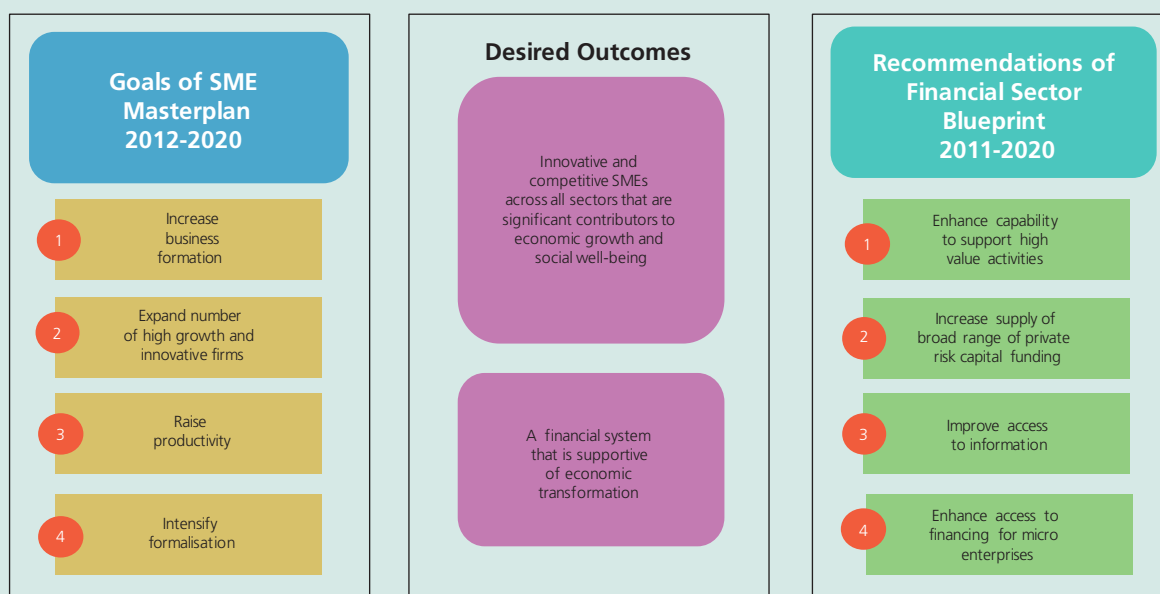 Goals of SME
Masterplan
2012-2020
1
Increase
business
formation
2
Expand number
of high growth and
innovative firms
3
Raise
productivity
4
Intensify
formalisation
Desired Outcomes
Innovative and
competitive SMEs
across all sectors that are
significant contributors to
economic growth and
social well-being
A financial system
that is supportive
of economic
transformation
Recommendations of
Financial Sector
Blueprint
2011-2020
1
Enhance capability
to support high
value activities
2
Increase supply of
broad range of private
risk capital funding
3
Improve access
to information
4
Enhance access to
financing for micro
enterprises